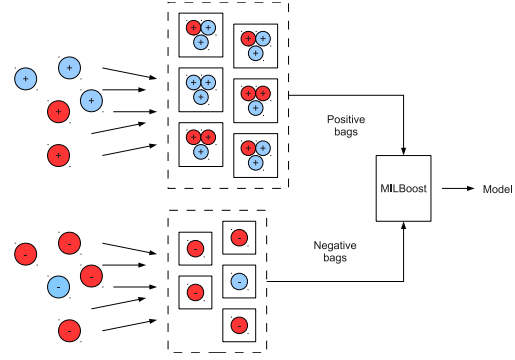 + + +
+ + +
+ + +
+ + +
+ + +
+ + +
+
+
+
+
+
Positive
bags
MILBoost
Model
-
-
-
-
-
-
-
-
-
-
Negative
bags